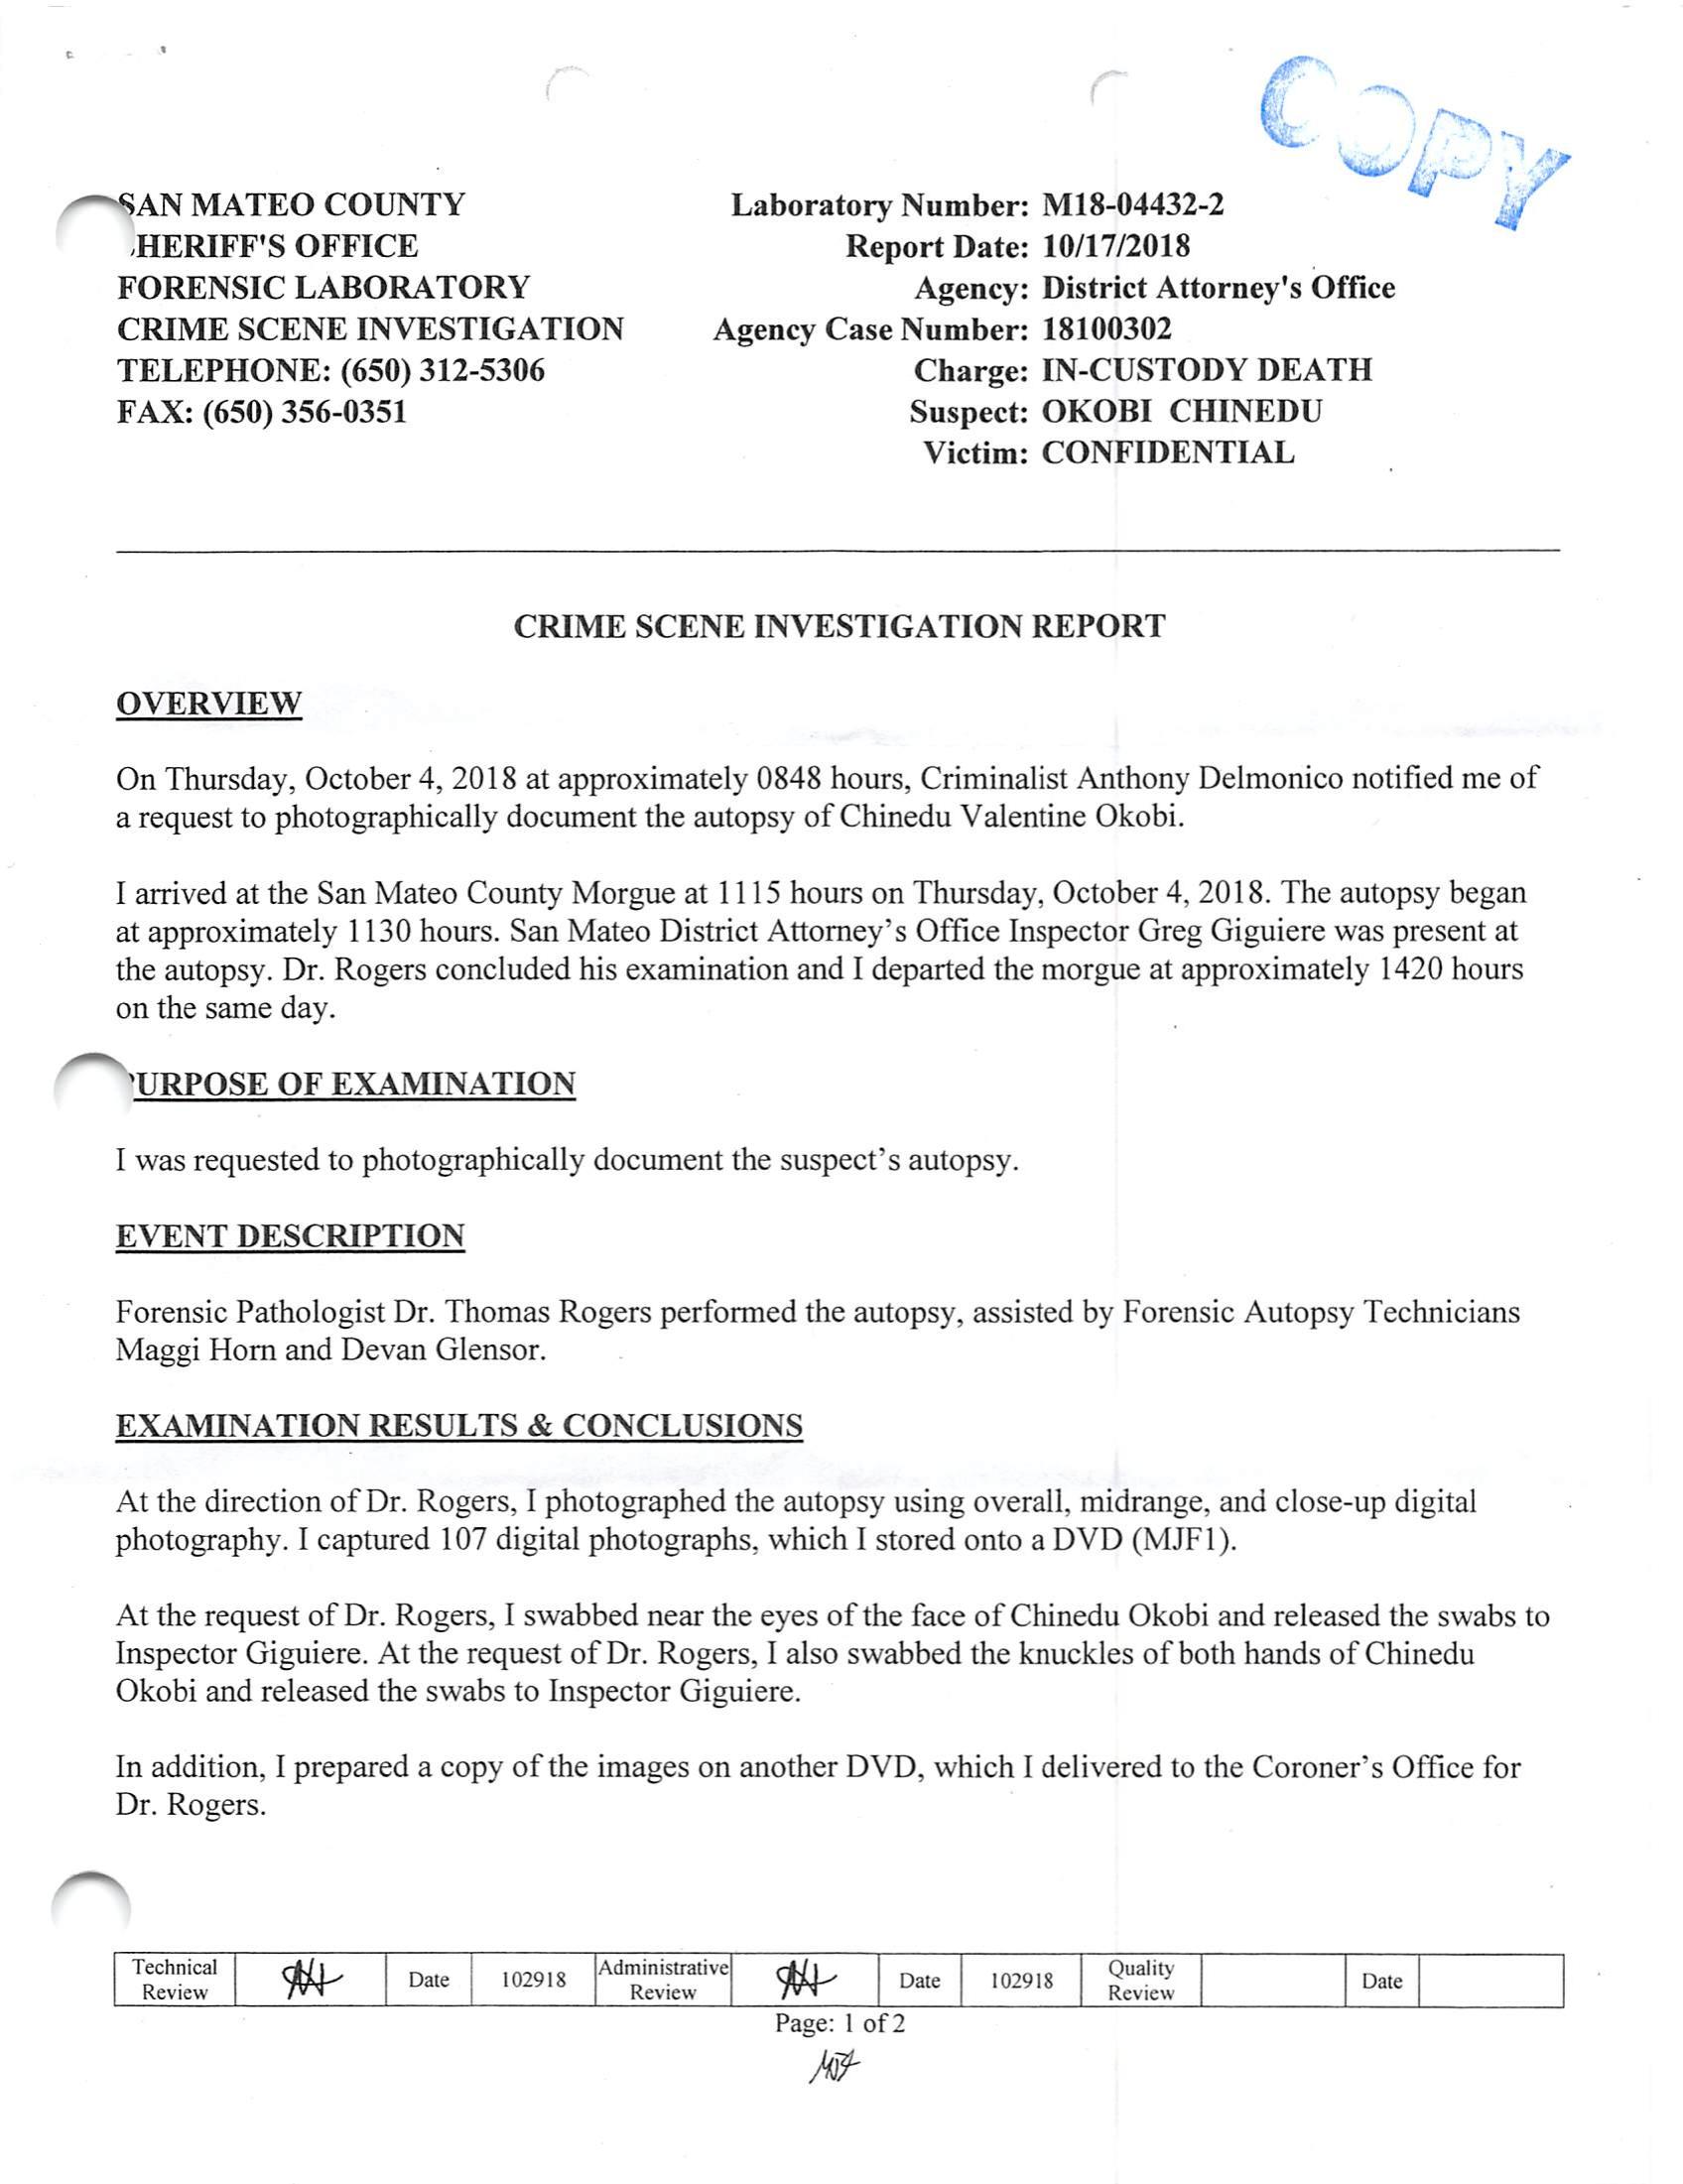 COPY
SAN MATEO COUNTY
HERIFF'S OFFICE
FORENSIC LABORATORY
CRIME SCENE INVESTIGATION
TELEPHONE: (650) 312-5306
FAX: (650) 356-0351
Laboratory Number: M18-04432-2
Report Date: 10/17/2018
Agency: District Attorney's Office
Agency Case Number: 18100302
Charge: IN-CUSTODY DEATH
Suspect: OKOBI CHINEDU
Victim: CONFIDENTIAL
CRIME SCENE INVESTIGATION REPORT
OVERVIEW
On Thursday, October 4, 2018 at approximately 0848 hours, Criminalist Anthony Delmonico notified me of
a request to photographically document the autopsy of Chinedu Valentine Okobi.
I arrived at the San Mateo County Morgue at 1115 hours on Thursday, October 4, 2018. The autopsy began
at approximately 1130 hours. San Mateo District Attorney's Office Inspector Greg Giguiere was present at
the autopsy. Dr. Rogers concluded his examination and I departed the morgue at approximately 1420 hours
on the same day.
URPOSE OF EXAMINATION
I was requested to photographically document the suspect's autopsy.
EVENT DESCRIPTION
Forensic Pathologist Dr. Thomas Rogers performed the autopsy, assisted by Forensic Autopsy Technicians
Maggi Horn and Devan Glensor.
EXAMINATION RESULTS & CONCLUSIONS
At the direction of Dr. Rogers, I photographed the autopsy using overall, midrange, and close-up digital
photography. I captured 107 digital photographs, which I stored onto a DVD (MJF1).
At the request of Dr. Rogers, I swabbed near the eyes of the face of Chinedu Okobi and released the swabs to
Inspector Giguiere. At the request of Dr. Rogers, I also swabbed the knuckles of both hands of Chinedu
Okobi and released the swabs to Inspector Giguiere.
In addition, I prepared a copy of the images on another DVD, which I delivered to the Coroner's Office for
Dr. Rogers.
Technical Review Date 102918 Administrative Review Date 102918 Quality Review Date
Page: 1 of 2
MJF